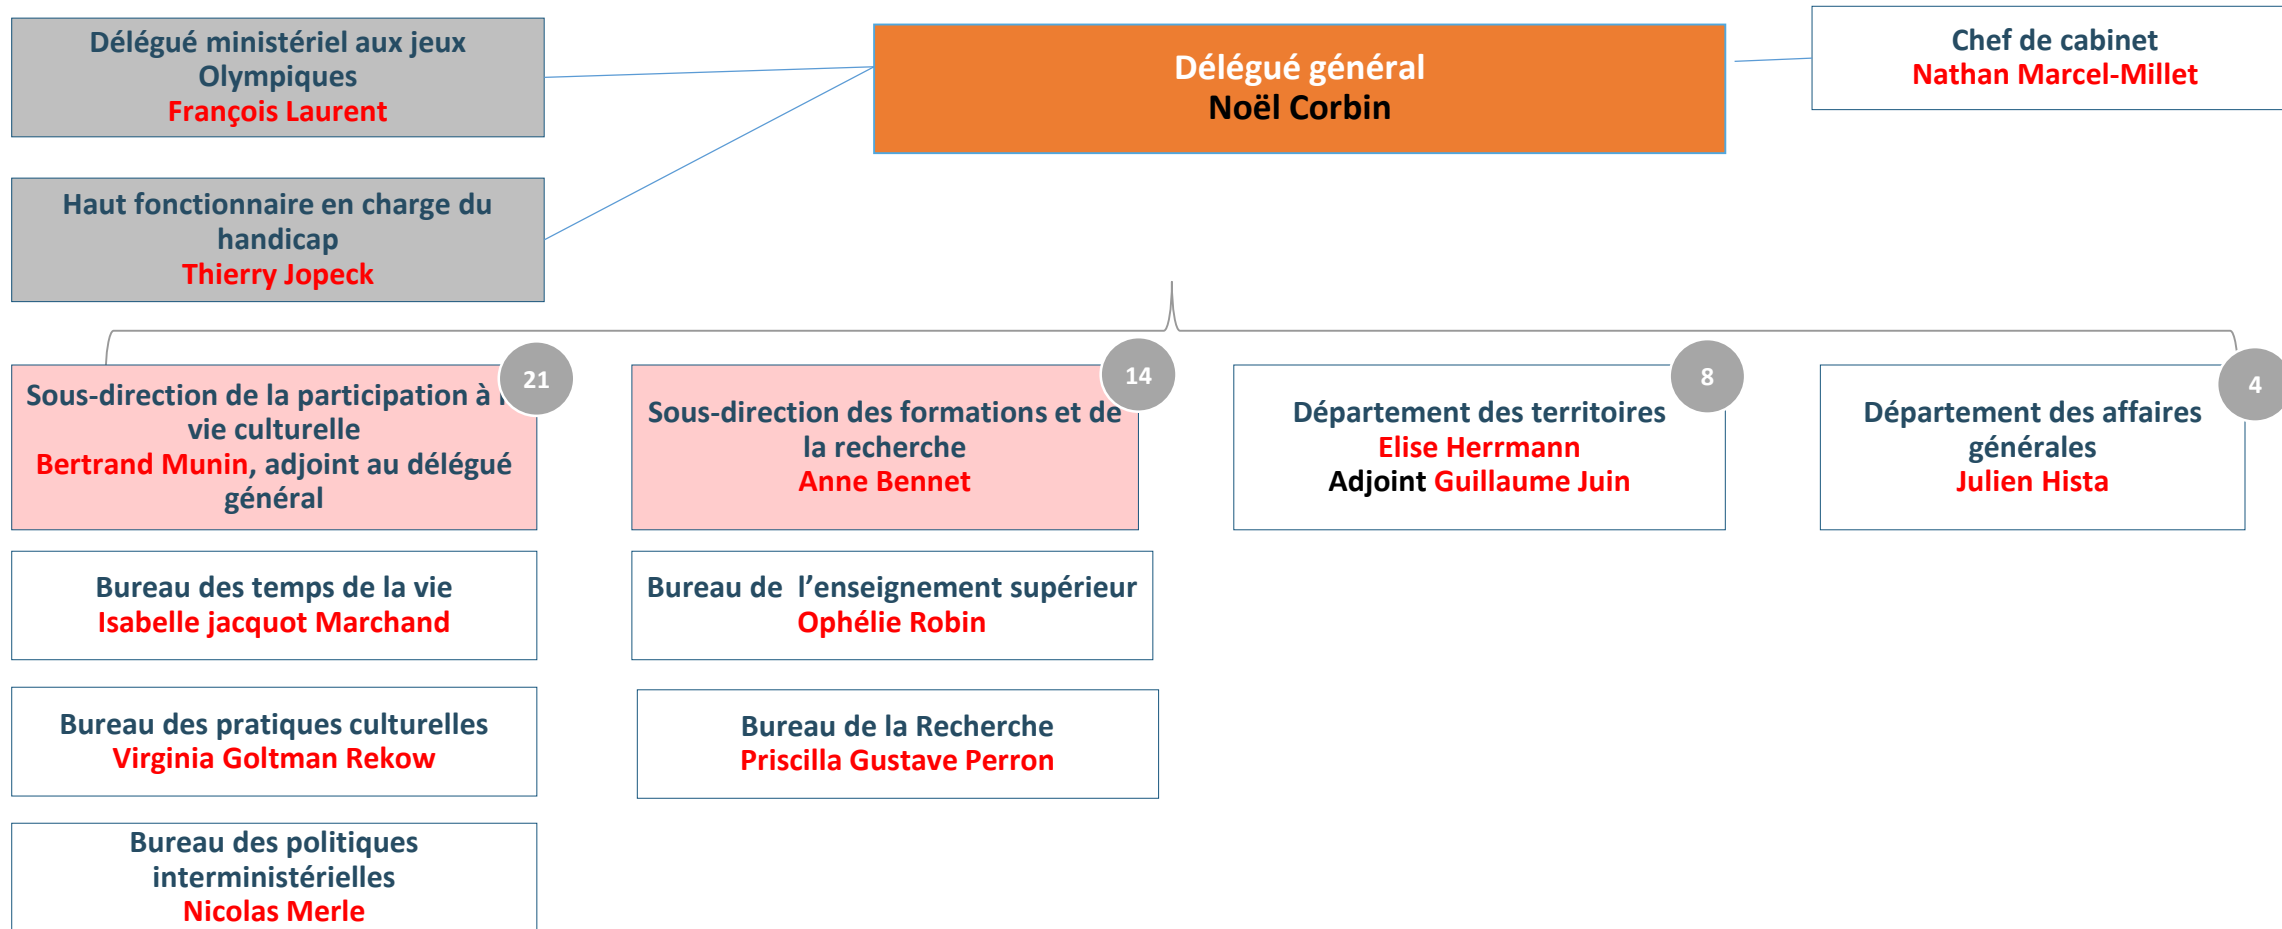 Délégué ministériel aux jeux
Olympiques
François Laurent
Délégué général
Noël Corbin
Chef de cabinet
Nathan Marcel-Millet
Haut fonctionnaire en charge du
handicap
Thierry Jopeck
21
Sous-direction de la participation à
vie culturelle
Bertrand Munin, adjoint au délégué
général
14
Sous-direction des formations et de
la recherche
Anne Bennet
8
Département des territoires
Elise Herrmann
Adjoint Guillaume Juin
4
Département des affaires
générales
Julien Hista
Bureau des temps de la vie
Isabelle jacquot Marchand
Bureau des pratiques culturelles
Virginia Goltman Rekow
Bureau des politiques
interministérielles
Nicolas Merle
Bureau de  l’enseignement supérieur
Ophélie Robin
Bureau de la Recherche
Priscilla Gustave Perron